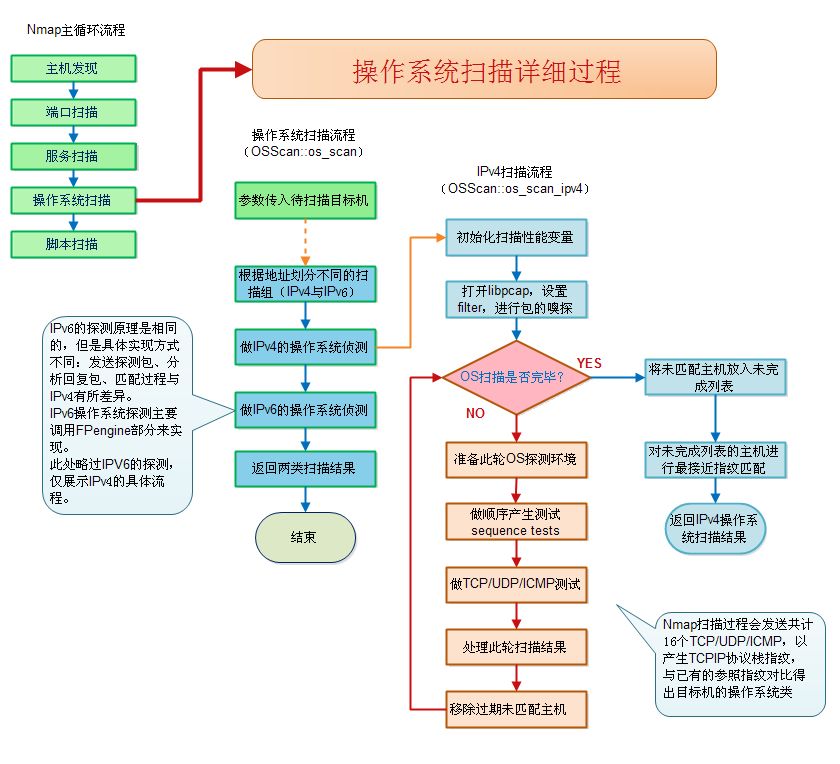 Nmap主循环流程
主机发现
端口扫描
服务扫描
操作系统扫描
脚本扫描
操作系统扫描详细过程
操作系统扫描流程
（OSScan::os_scan）
参数传入待扫描目标机
根据地址划分不同的扫
描组（IPv4与IPv6）
做IPv4的操作系统侦测
做IPv6的操作系统侦测
返回两类扫描结果
结束
IPv6的探测原理是相同
的，但是具体实现方式
不同：发送探测包、分
析回复包、匹配过程与
IPv4有所差异。
IPv6操作系统探测主要
调用FPengine部分来实
现。
此处略过IPV6的探测，
仅展示IPv4的具体流
程。
IPv4扫描流程
（OSScan::os_scan_ipv4）
初始化扫描性能变量
打开libpcap，设置
filter，进行包的嗅探
OS扫描是否完毕？
YES
NO
准备此轮OS探测环境
做顺序产生测试
sequence tests
做TCP/UDP/ICMP测试
处理此轮扫描结果
移除过期未匹配主机
将未匹配主机放入未完
成列表
对未完成列表的主机进
行最接近指纹匹配
返回IPv4操作系
统扫描结果
Nmap扫描过程会发送共计
16个TCP/UDP/ICMP，以
产生TCPIP协议栈指纹，
与已有的参照指纹对比得
出目标机的操作系统类